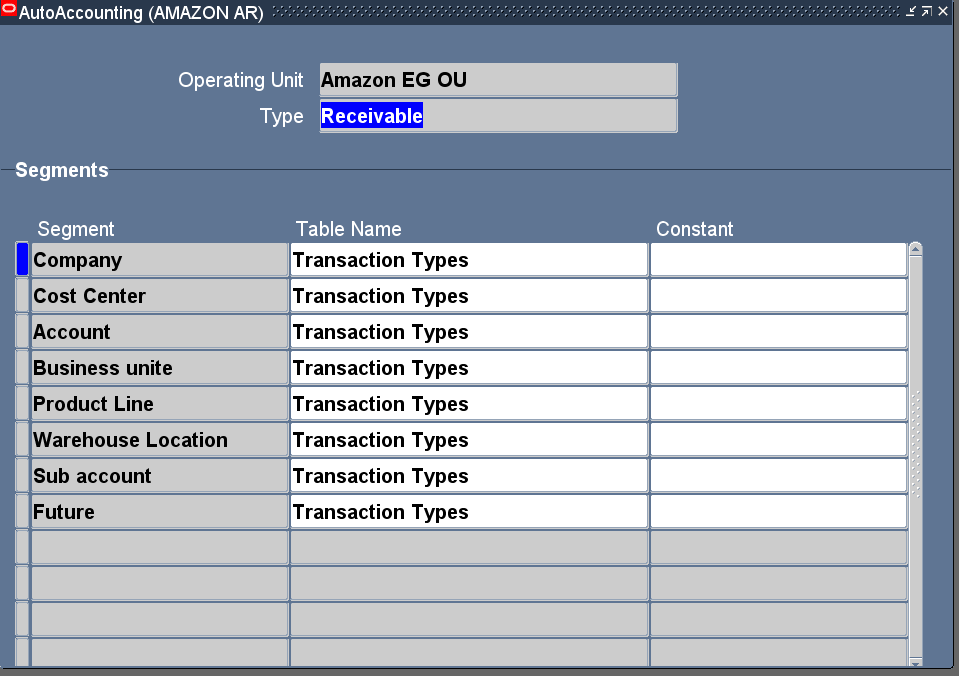 AutoAccounting (AMAZON AR)
Operating Unit Amazon EG OU
Type Receivable
Segments
Segment Table Name Constant
Company Transaction Types
Cost Center Transaction Types
Account Transaction Types
Business unite Transaction Types
Product Line Transaction Types
Warehouse Location Transaction Types
Sub account Transaction Types
Future Transaction Types